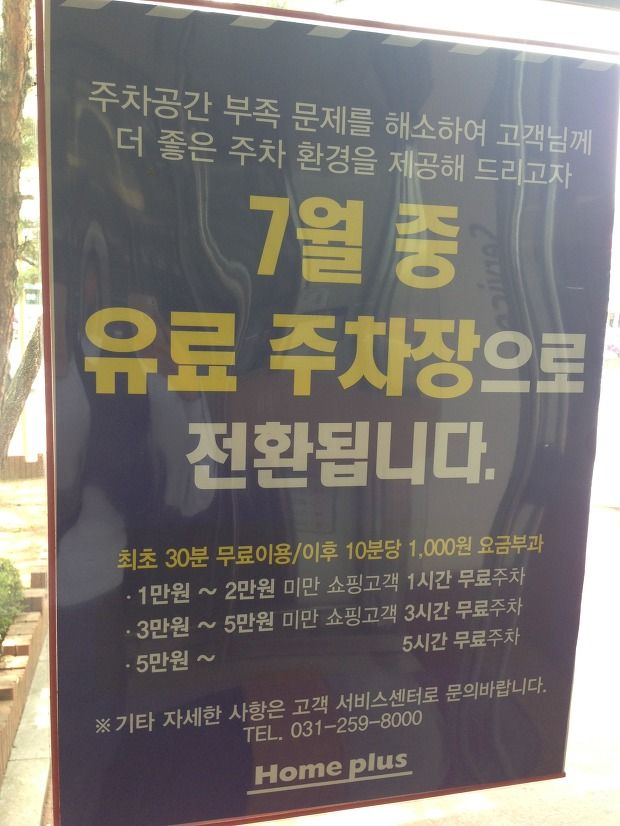 주차공간 부족 문제를 해소하여 고객님께
더 좋은 주차 환경을 제공해 드리고자
7월 중
유료 주차장으로
전환됩니다.
최초 30분 무료이용/이후 10분당 1,000원 요금부과
· 1만원 ~ 2만원 미만 쇼핑고객 1시간 무료주차
· 3만원 ~ 5만원 미만 쇼핑고객 3시간 무료주차
· 5만원 ~ 5시간 무료주차
※ 기타 자세한 사항은 고객 서비스센터로 문의바랍니다.
TEL. 031-259-8000
Home plus